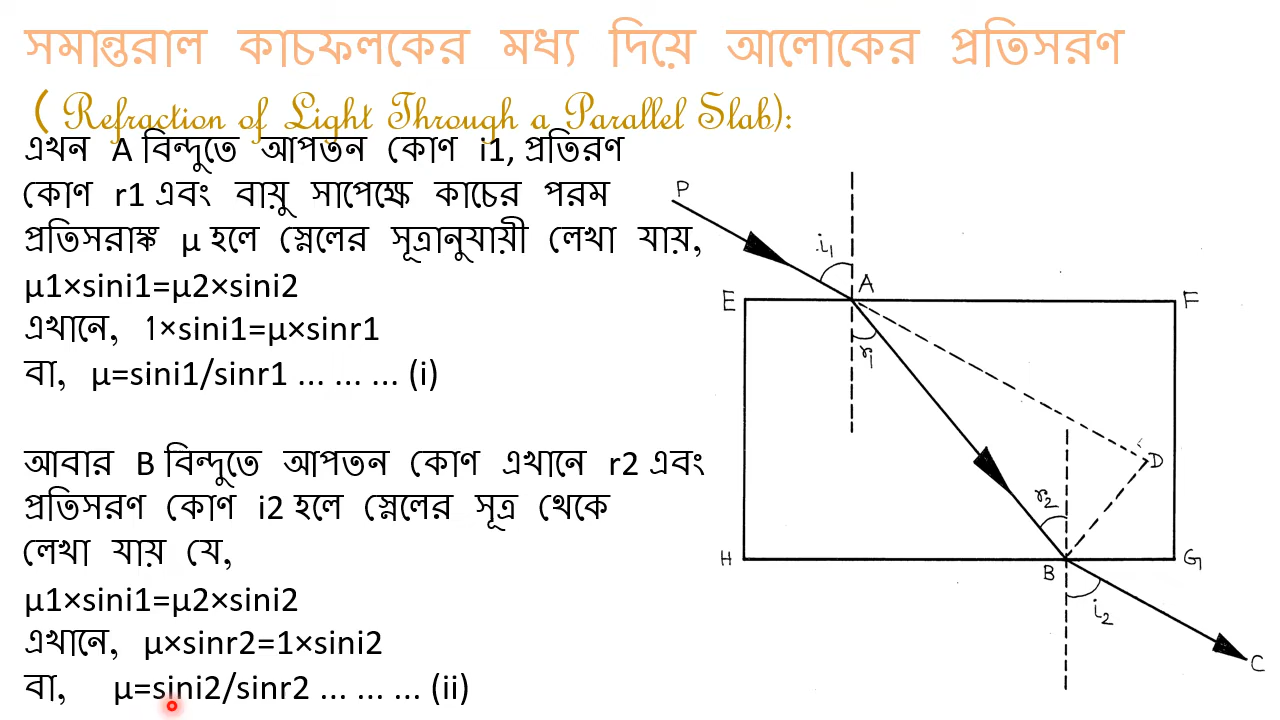 সমান্তরাল কাচফলকের মধ্য দিয়ে আলোকের প্রতিসরণ
( Refraction of Light Through a Parallel Slab):
এখন A বিন্দুতে আপতন কোণ i1, প্রতিরণ
কোণ r1 এবং বায়ু সাপেক্ষে কাচের পরম
প্রতিসরাঙ্ক μ হলে স্নেলের সূত্রানুযায়ী লেখা যায়,
μ1×sini1=μ2×sini2
এখানে, 1×sini1=μ×sinr1
বা, μ=sini1/sinr1 ... ... ... (i)
আবার B বিন্দুতে আপতন কোণ এখানে r2 এবং
প্রতিসরণ কোণ i2 হলে স্নেলের সূত্র থেকে
লেখা যায় যে,
μ1×sini1=μ2×sini2
এখানে, μ×sinr2=1×sini2
বা, μ=sini2/sinr2 ... ... ... (ii)
P
i1
A
E
F
r1
D
r2
H
B
G
i2
C